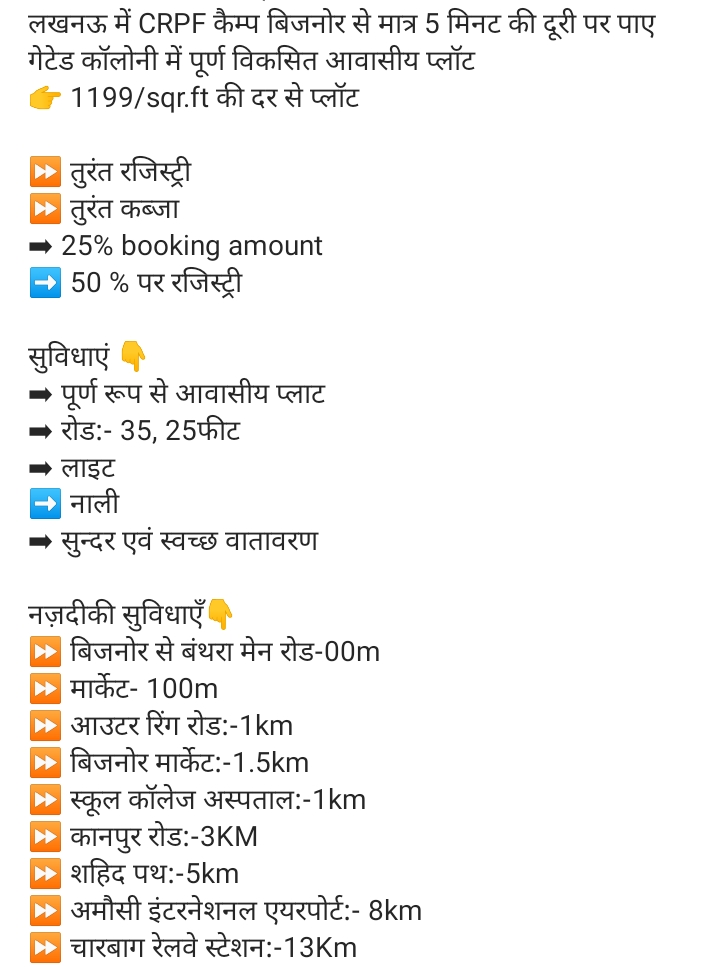 लखनऊ में CRPF कैम्प बिजनोर से मात्र 5 मिनट की दूरी पर पाए
गेटेड कॉलोनी में पूर्ण विकसित आवासीय प्लॉट
👉 1199/sqr.ft की दर से प्लॉट
⏩ तुरंत रजिस्ट्री
⏩ तुरंत कब्जा
➡ 25% booking amount
➡️ 50 % पर रजिस्ट्री
सुविधाएं 👇
➡ पूर्ण रूप से आवासीय प्लाट
➡ रोड:- 35, 25फीट
➡ लाइट
➡️ नाली
➡ सुन्दर एवं स्वच्छ वातावरण
नज़दीकी सुविधाएँ👇
⏩ बिजनोर से बंथरा मेन रोड-00m
⏩ मार्केट- 100m
⏩ आउटर रिंग रोड:-1km
⏩ बिजनोर मार्केट:-1.5km
⏩ स्कूल कॉलेज अस्पताल:-1km
⏩ कानपुर रोड:-3KM
⏩ शहिद पथ:-5km
⏩ अमौसी इंटरनेशनल एयरपोर्ट:- 8km
⏩ चारबाग रेलवे स्टेशन:-13Km